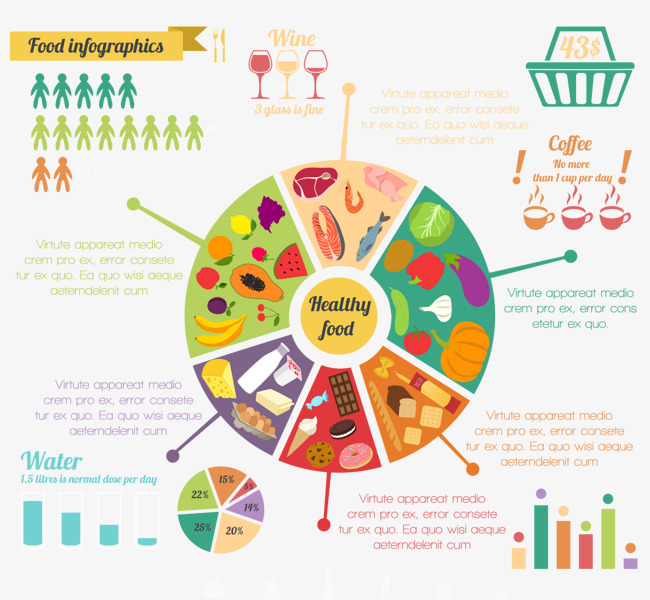 Food infographics
Wine
3 glass is fine
43$
Coffee
No more
than 1 cup per day
!
!
Virtute appareat medio
crem pro ex, error consete
tur ex quo. Ea quo wisi aeque
aeterndelenit cum
Virtute appareat medio
crem pro ex, error consete
tur ex quo. Ea quo wisi aeque
aeterndelenit cum
Virtute appareat medio
crem pro ex, error cons
etetur ex quo.
Healthy
food
Virtute appareat medio
crem pro ex, error consete
tur ex quo. Ea quo wisi aeque
aeterndelenit cum
Virtute appareat medio
crem pro ex, error consete
tur ex quo. Ea quo wisi aeque
aeterndelenit cum
Water
1.5 litres is normal dose per day
15%
5%
14%
20%
25%
22%
Virtute appareat medio
crem pro ex, error consete
tur ex quo. Ea quo wisi aeque
aeterndelenit cum